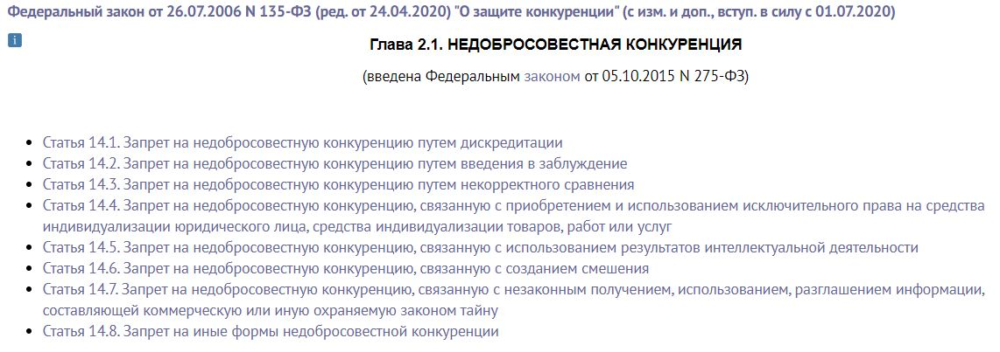 Федеральный закон от 26.07.2006 N 135-ФЗ (ред. от 24.04.2020) "О защите конкуренции" (с изм. и доп., вступ. в силу с 01.07.2020)
i
Глава 2.1. НЕДОБРОСОВЕСТНАЯ КОНКУРЕНЦИЯ
(введена Федеральным законом от 05.10.2015 N 275-ФЗ)
• Статья 14.1. Запрет на недобросовестную конкуренцию путем дискредитации
• Статья 14.2. Запрет на недобросовестную конкуренцию путем введения в заблуждение
• Статья 14.3. Запрет на недобросовестную конкуренцию путем некорректного сравнения
• Статья 14.4. Запрет на недобросовестную конкуренцию, связанную с приобретением и использованием исключительного права на средства
индивидуализации юридического лица, средства индивидуализации товаров, работ или услуг
• Статья 14.5. Запрет на недобросовестную конкуренцию, связанную с использованием результатов интеллектуальной деятельности
• Статья 14.6. Запрет на недобросовестную конкуренцию, связанную с созданием смешения
• Статья 14.7. Запрет на недобросовестную конкуренцию, связанную с незаконным получением, использованием, разглашением информации,
составляющей коммерческую или иную охраняемую законом тайну
• Статья 14.8. Запрет на иные формы недобросовестной конкуренции